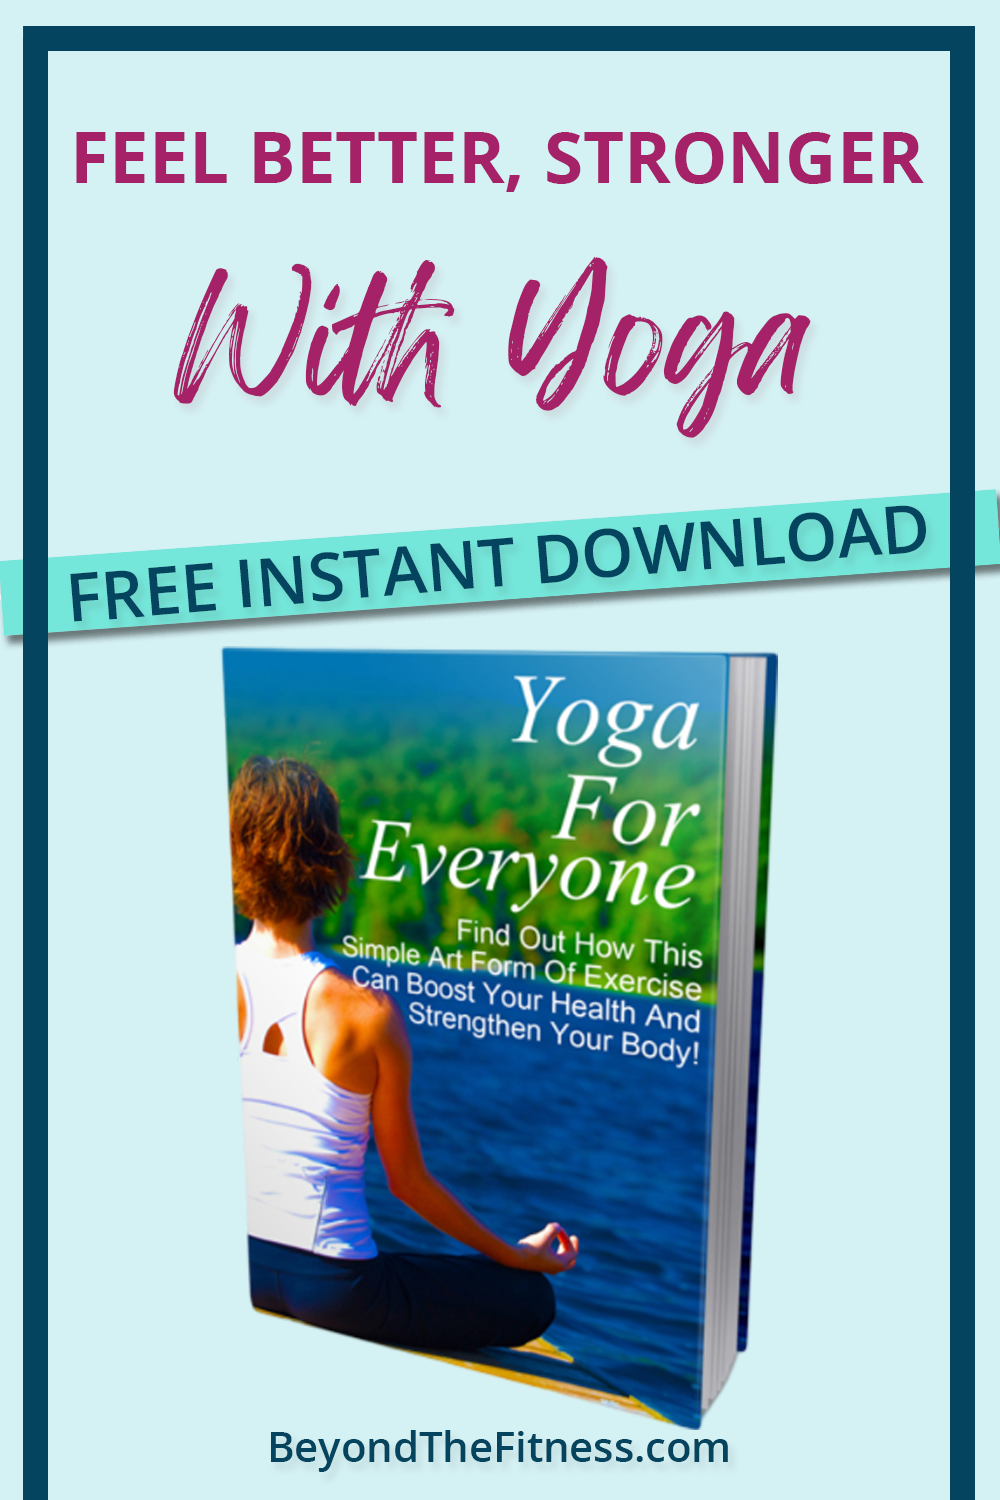 FEEL BETTER, STRONGER
With Yoga
FREE INSTANT DOWNLOAD
Yoga
For
Everyone
Find Out How This
Simple Art Form Of Exercise
Can Boost Your Health And
Strengthen Your Body!
BeyondTheFitness.com